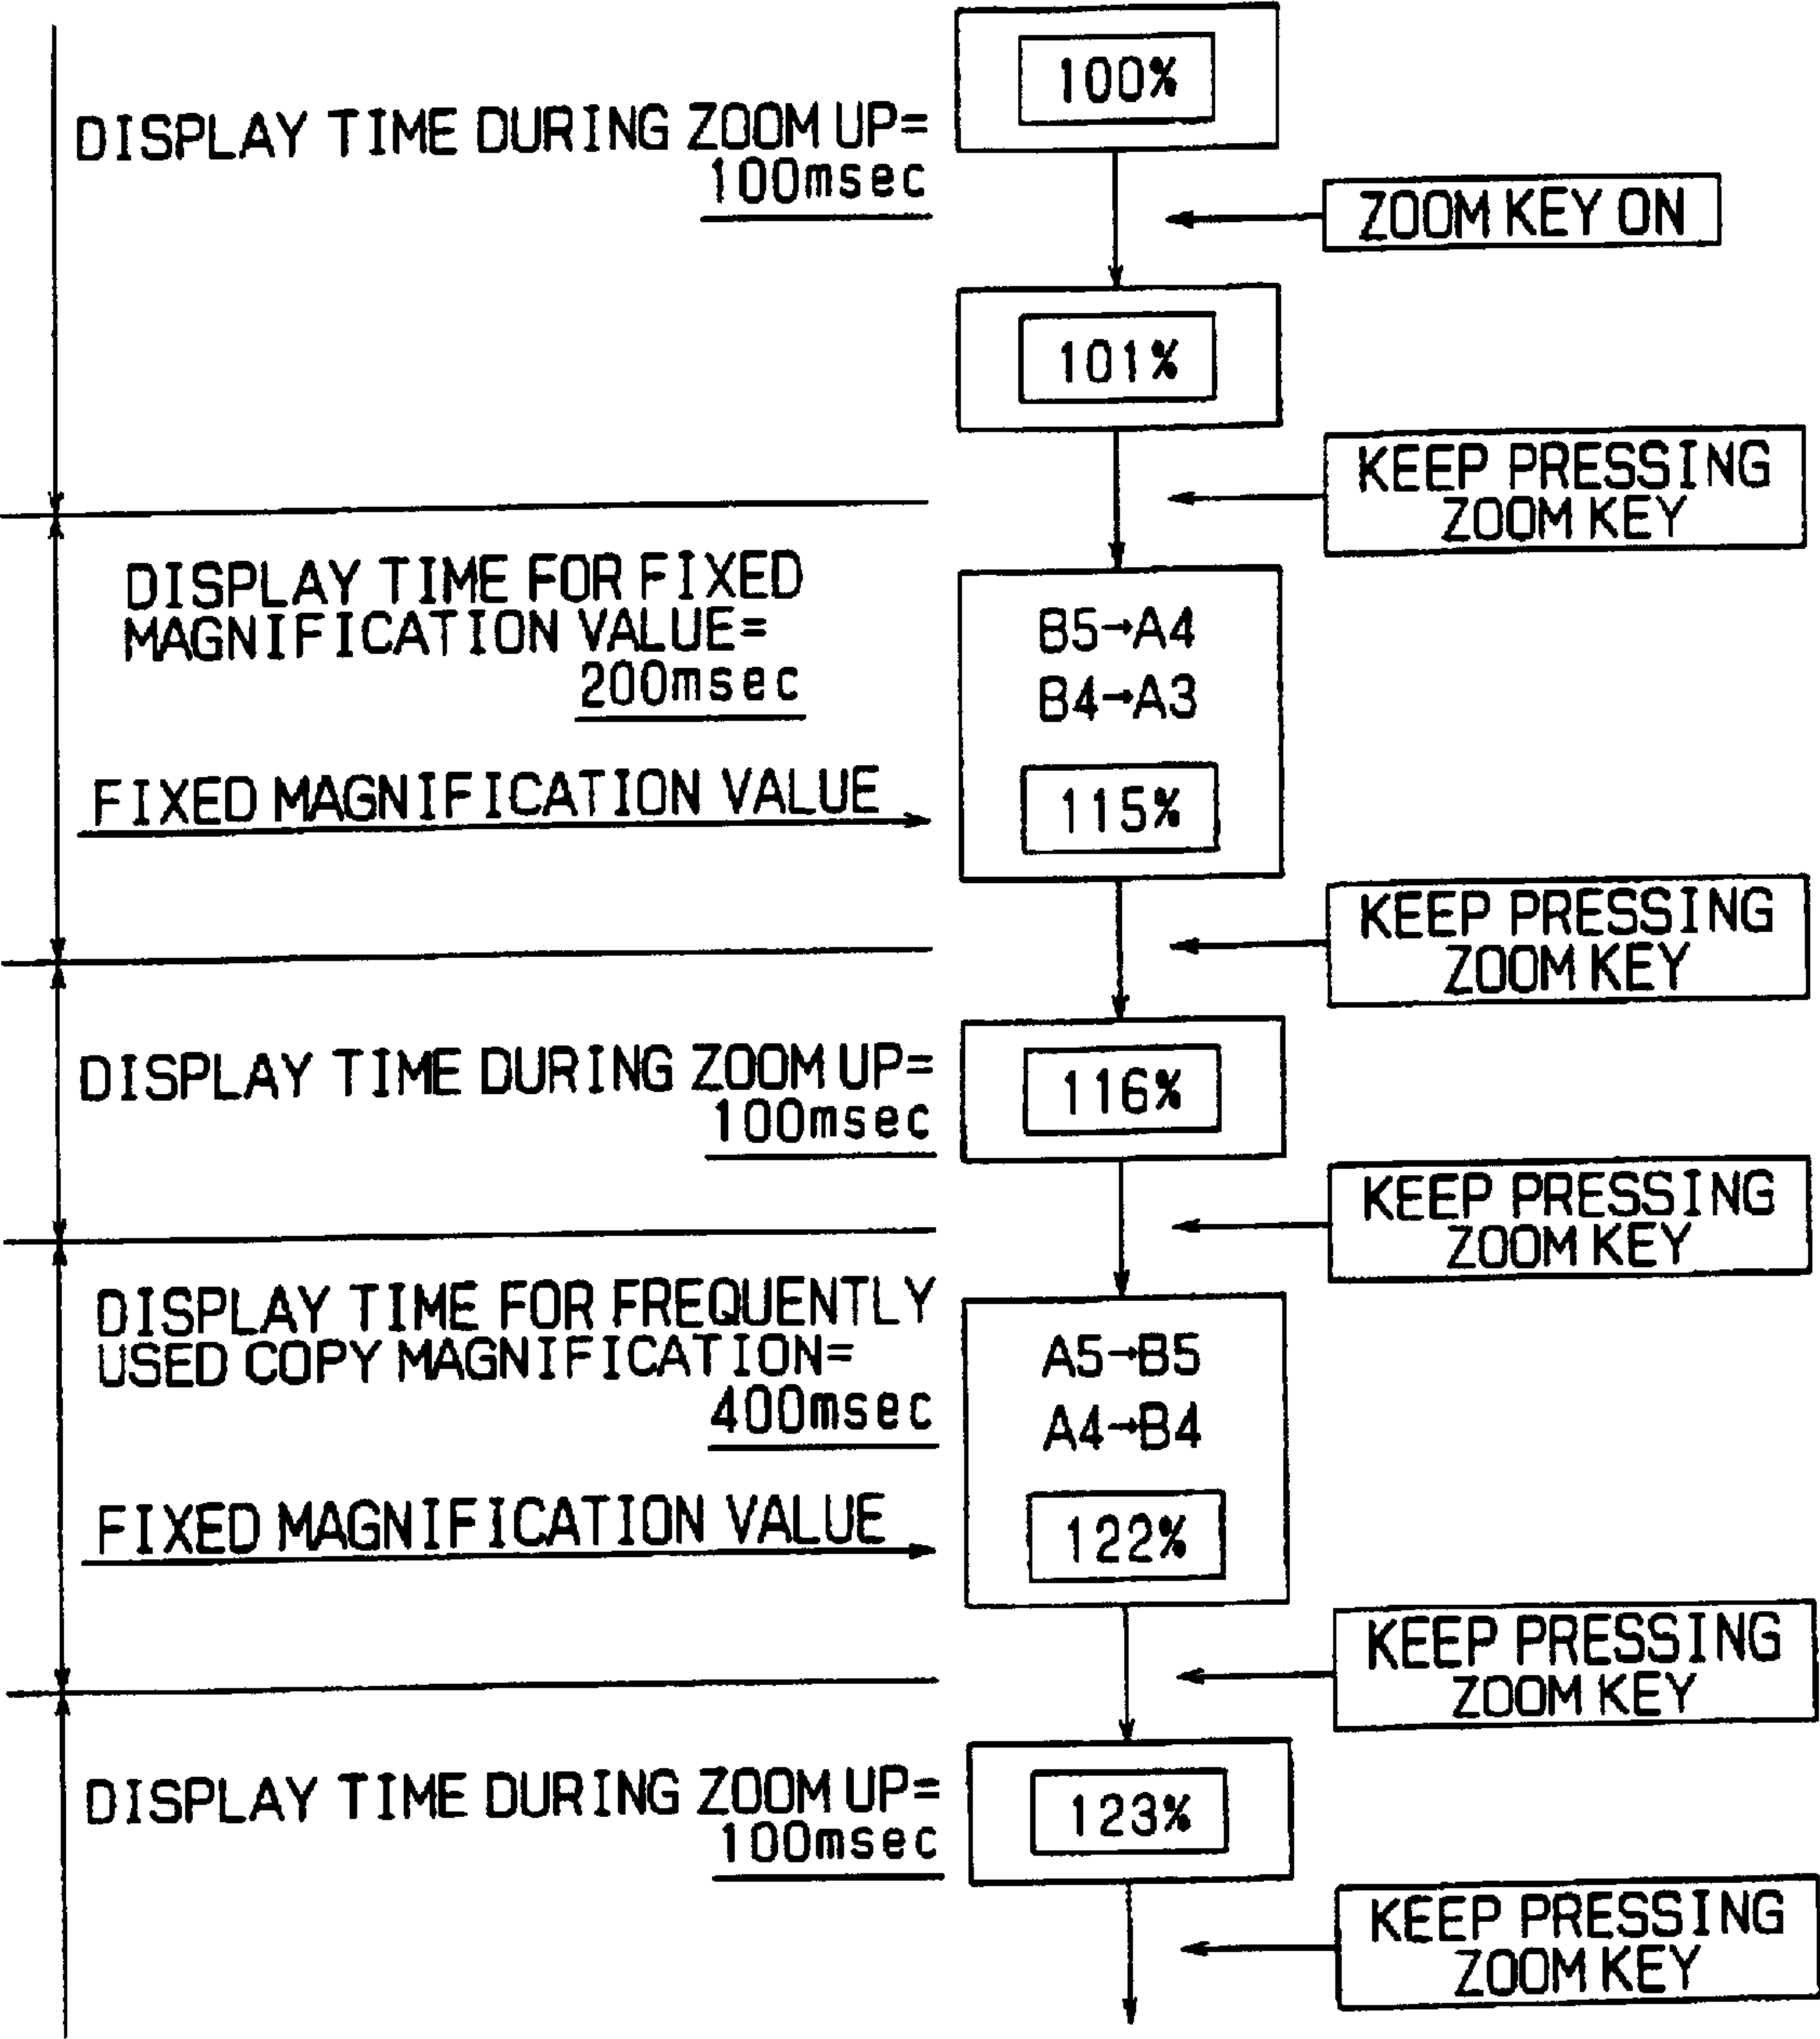 100%
DISPLAY TIME DURING ZOOM UP=
100msec
ZOOM KEY ON
101%
KEEP PRESSING
ZOOM KEY
DISPLAY TIME FOR FIXED
MAGNIFICATION VALUE=
200msec
B5→A4
B4→A3
FIXED MAGNIFICATION VALUE
115%
KEEP PRESSING
ZOOM KEY
DISPLAY TIME DURING ZOOM UP=
100msec
116%
KEEP PRESSING
ZOOM KEY
DISPLAY TIME FOR FREQUENTLY
USED COPY MAGNIFICATION=
400msec
A5→B5
A4→B4
FIXED MAGNIFICATION VALUE
122%
KEEP PRESSING
ZOOM KEY
DISPLAY TIME DURING ZOOM UP=
100msec
123%
KEEP PRESSING
ZOOM KEY